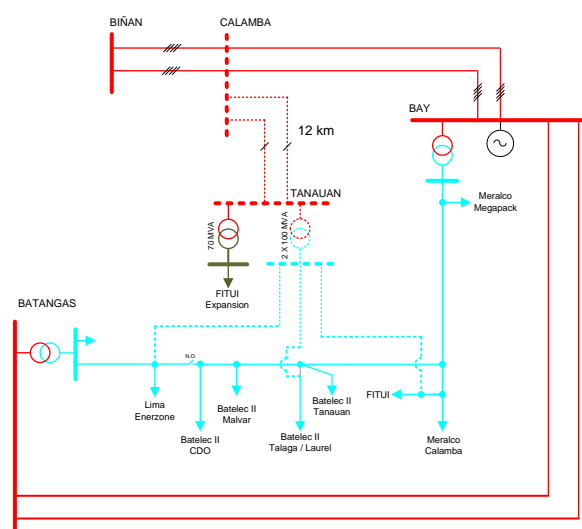 BIÑAN
CALAMBA
BAY
12 km
TANAUAN
Meralco
Megapack
70 MVA
2 X 100 MVA
FITUI
Expansion
BATANGAS
N.O.
Lima
Enerzone
Batelec II
CDO
Batelec II
Malvar
Batelec II
Talaga / Laurel
Batelec II
Tanauan
FITUI
Meralco
Calamba